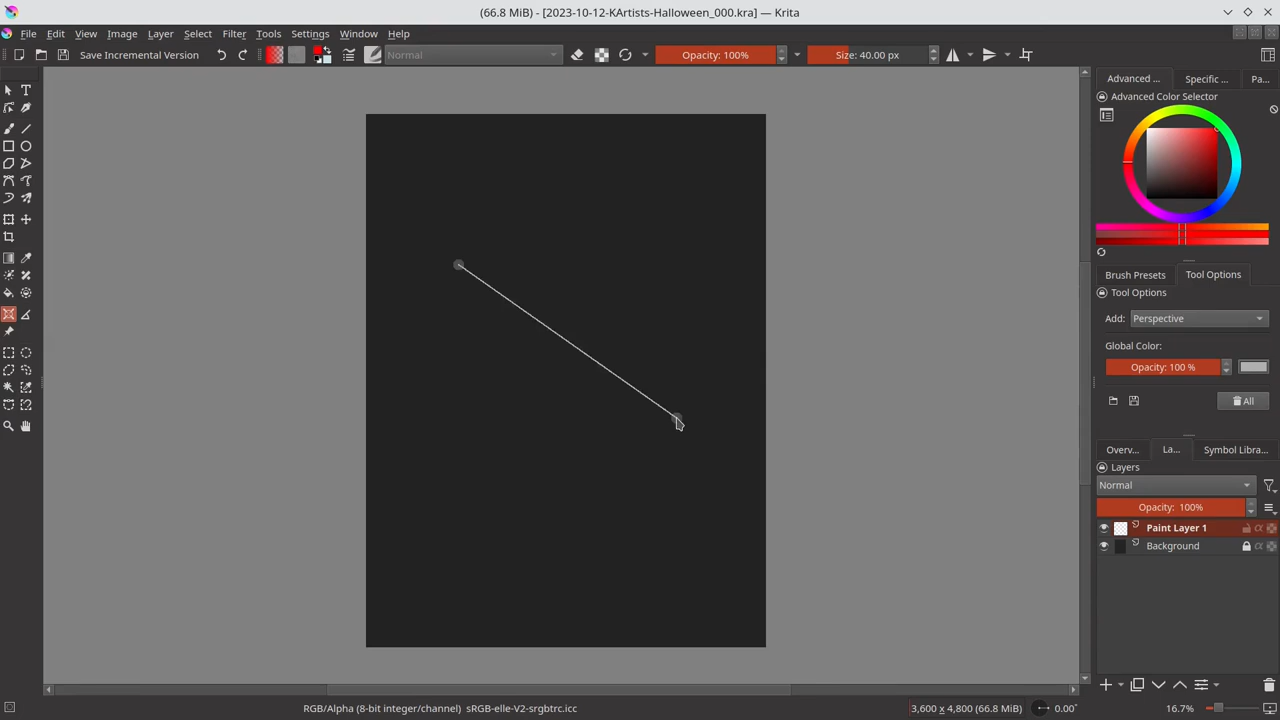 (66.8 MiB) - [2023-10-12-KArtists-Halloween_000.kra] — Krita
File Edit View Image Layer Select Filter Tools Settings Window Help
Save Incremental Version Normal Opacity: 100% Size: 40.00 px
Advanced ... Specific ... Pa...
Advanced Color Selector
Brush Presets Tool Options
Tool Options
Add: Perspective
Global Color:
Opacity: 100 %
All
Overv... La... Symbol Libra...
Layers
Normal
Opacity: 100%
Paint Layer 1
Background
RGB/Alpha (8-bit integer/channel) sRGB-elle-V2-srgbtrc.icc 3,600 x 4,800 (66.8 MiB) 0.00° 16.7%